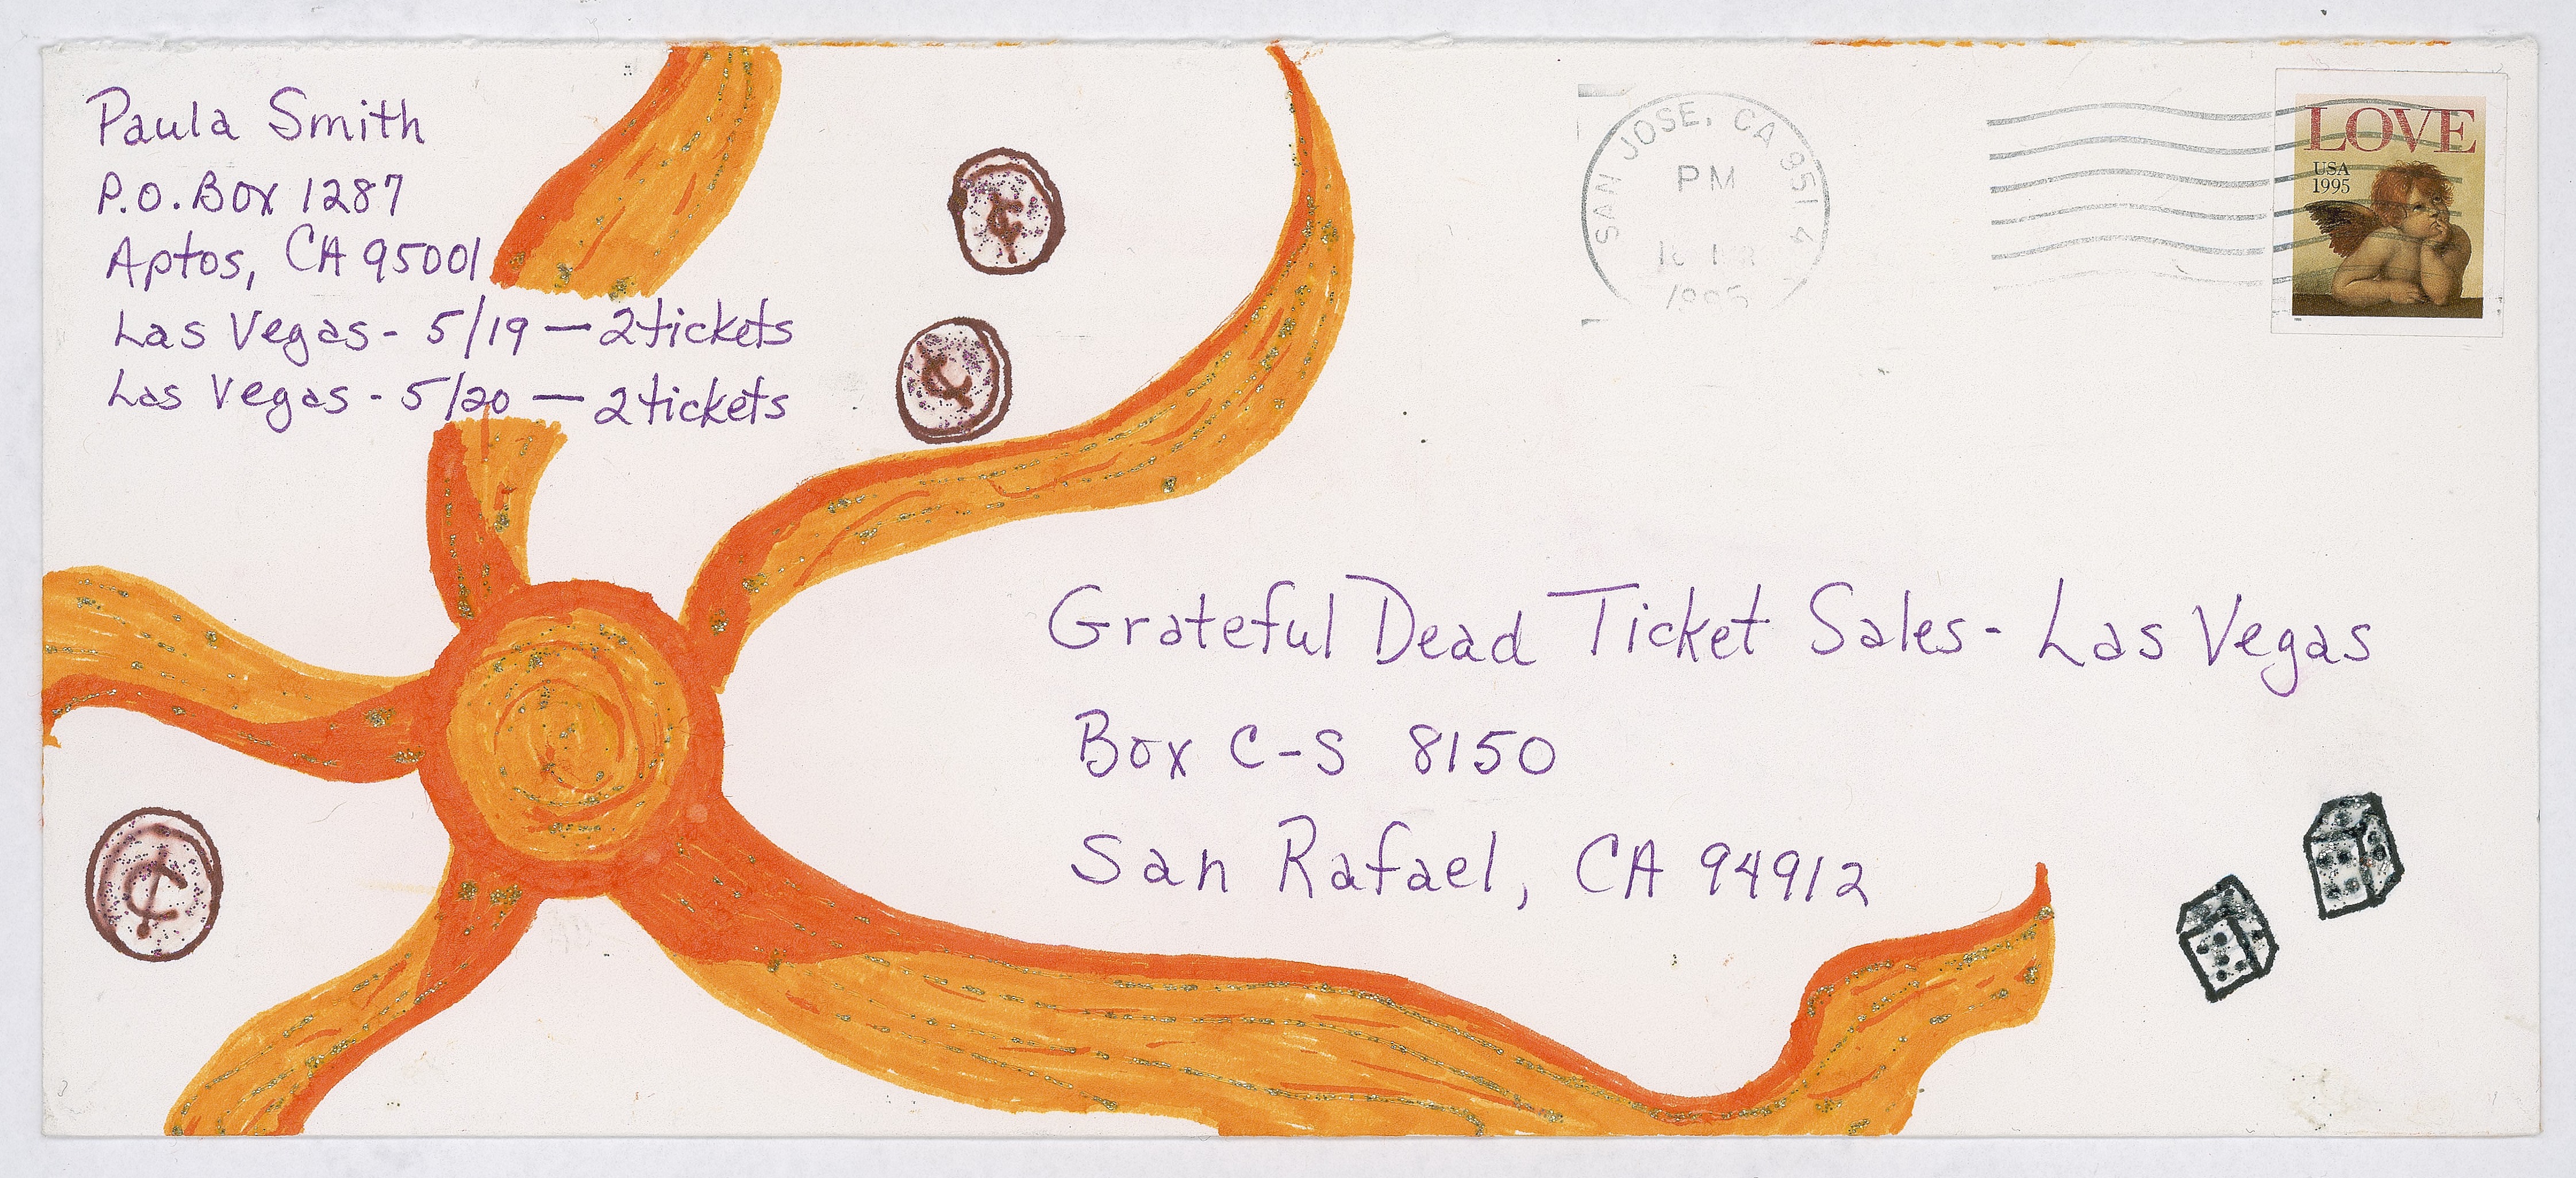 Paula Smith
P.O. Box 1287
Aptos, CA 95001
Las Vegas - 5/19 — 2 tickets
Las Vegas - 5/20 — 2 tickets
¢
¢
¢
SAN JOSE, CA 951 4
PM
1995
LOVE
USA
1995
Grateful Dead Ticket Sales - Las Vegas
Box C-S 8150
San Rafael, CA 94912